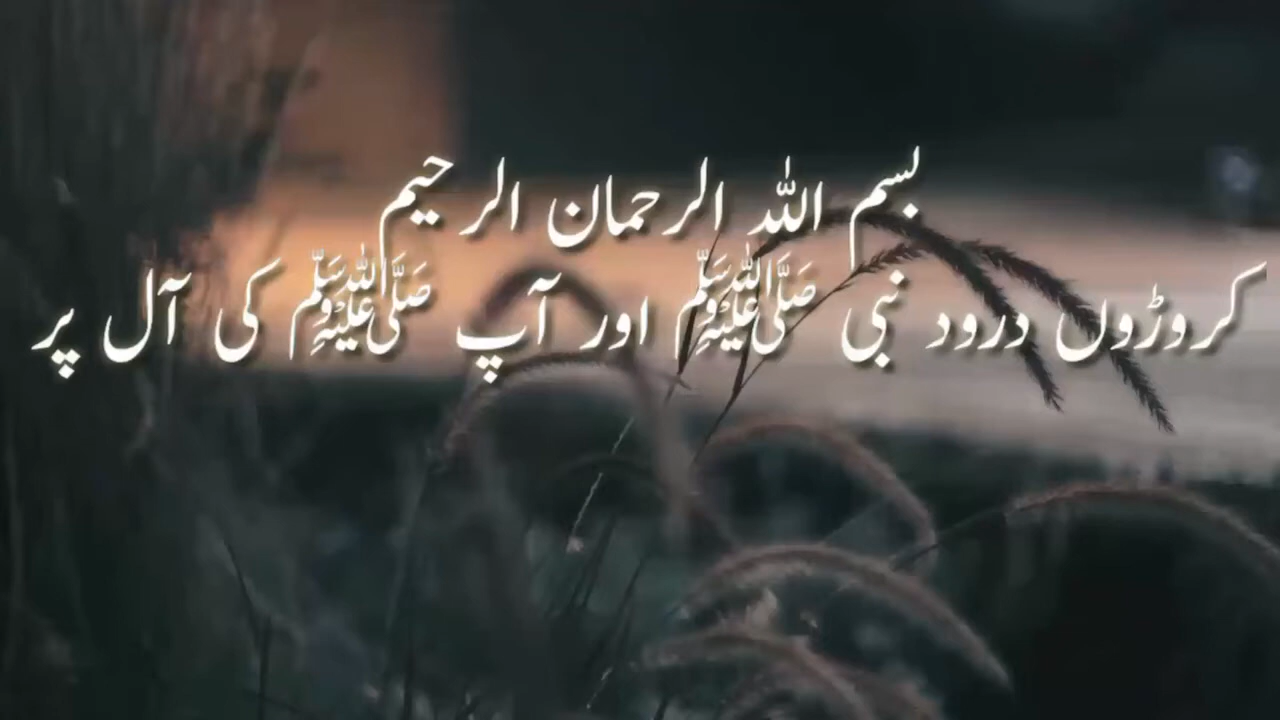 بسم اللہ الرحمان الرحیم
کروڑوں درود نبی ﷺ اور آپ ﷺ کی آل پر